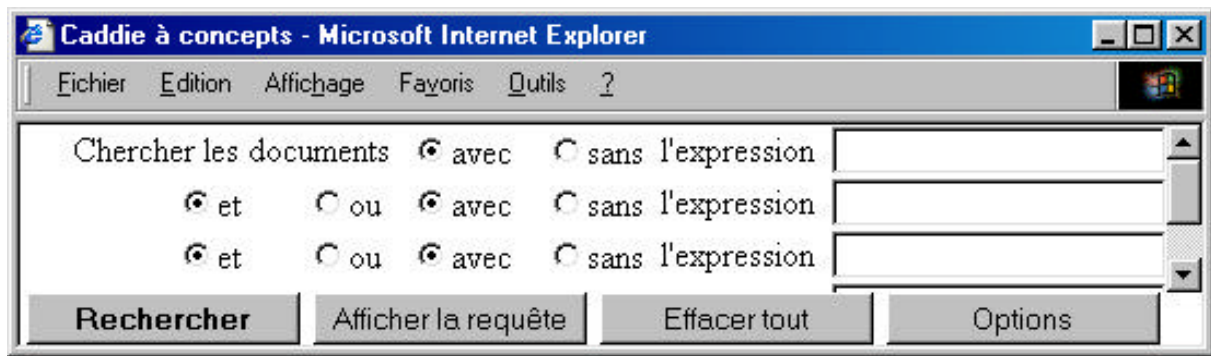 Caddie à concepts - Microsoft Internet Explorer
Fichier Edition Affichage Favoris Outils ?
Chercher les documents avec sans l'expression
et ou avec sans l'expression
et ou avec sans l'expression
Rechercher Afficher la requête Effacer tout Options